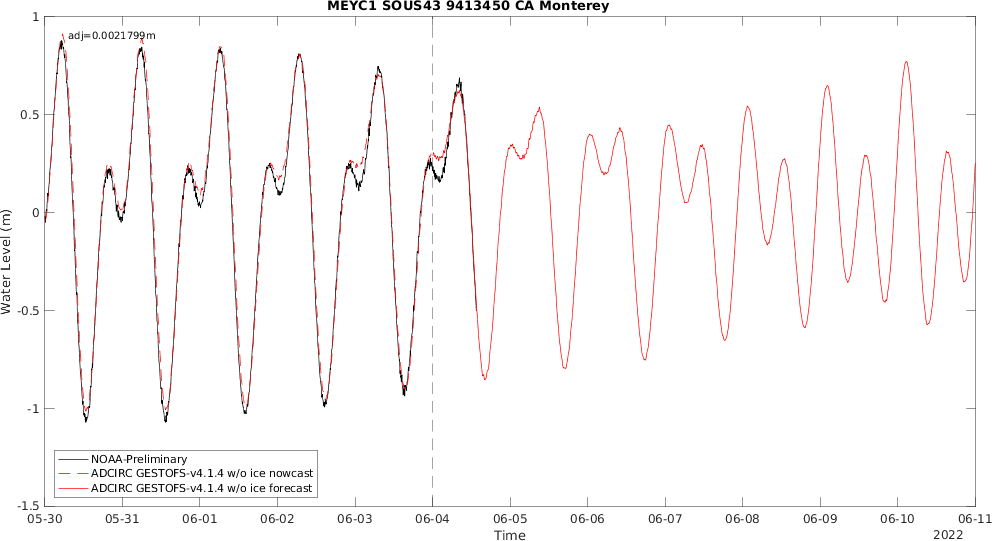 MEYC1 SOUS43 9413450 CA Monterey
adj=0.0021799m
1
0.5
0
-0.5
-1
-1.5
Water Level (m)
NOAA-Preliminary
ADCIRC GESTOFS-v4.1.4 w/o ice nowcast
ADCIRC GESTOFS-v4.1.4 w/o ice forecast
05-30 05-31 06-01 06-02 06-03 06-04 06-05 06-06 06-07 06-08 06-09 06-10 06-11
Time
2022